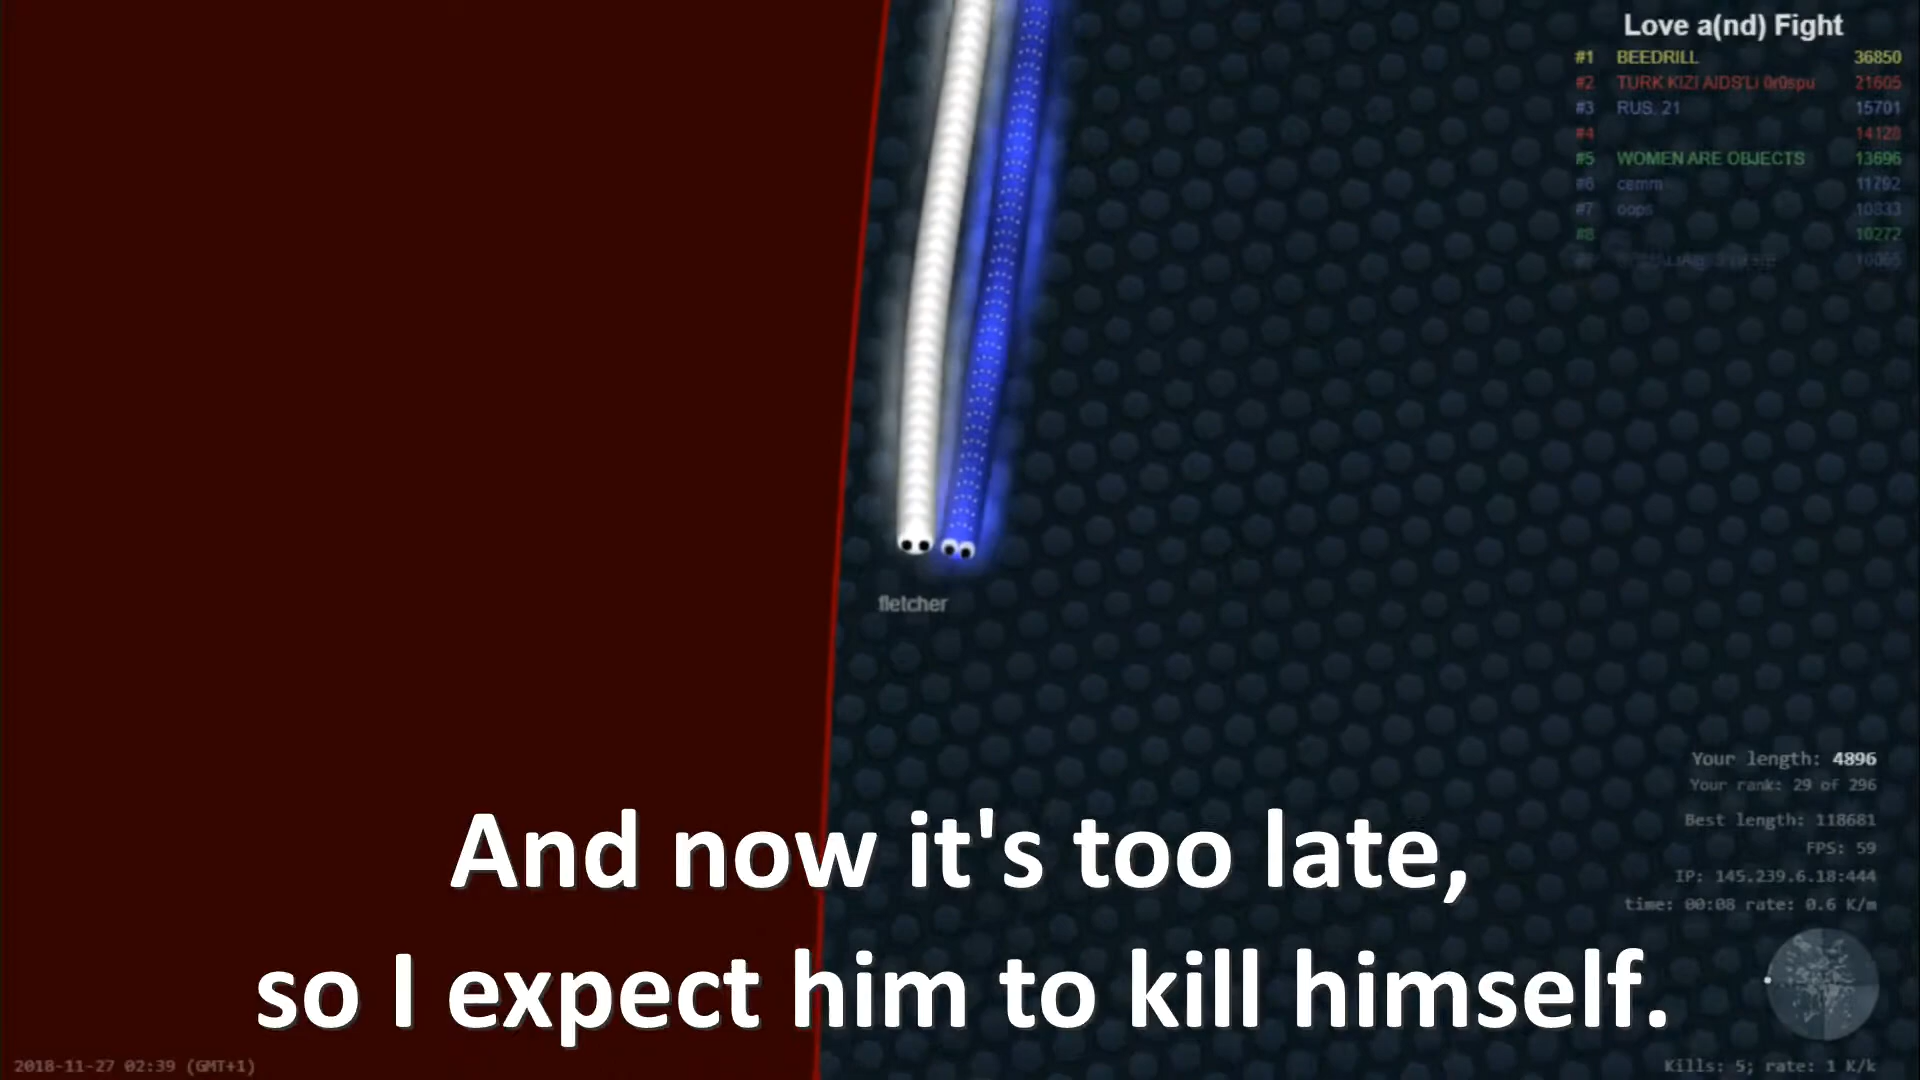 Love a(nd) Fight
#1 BEEDRILL 36850
#2 TURK KIZI AIDS'LI 0r0spu 21605
#3 RUS. 21 15701
#4 14128
#5 WOMEN ARE OBJECTS 13696
#6 cemm 11792
#7 oops 10833
#8 10272
fletcher
Your length: 4896
Your rank: 29 of 296
Best length: 118681
FPS: 59
IP: 145.239.6.18:444
time: 00:08 rate: 0.6 K/m
And now it's too late,
so I expect him to kill himself.
2018-11-27 02:39 (GMT+1)
Kills: 5; rate: 1 K/k